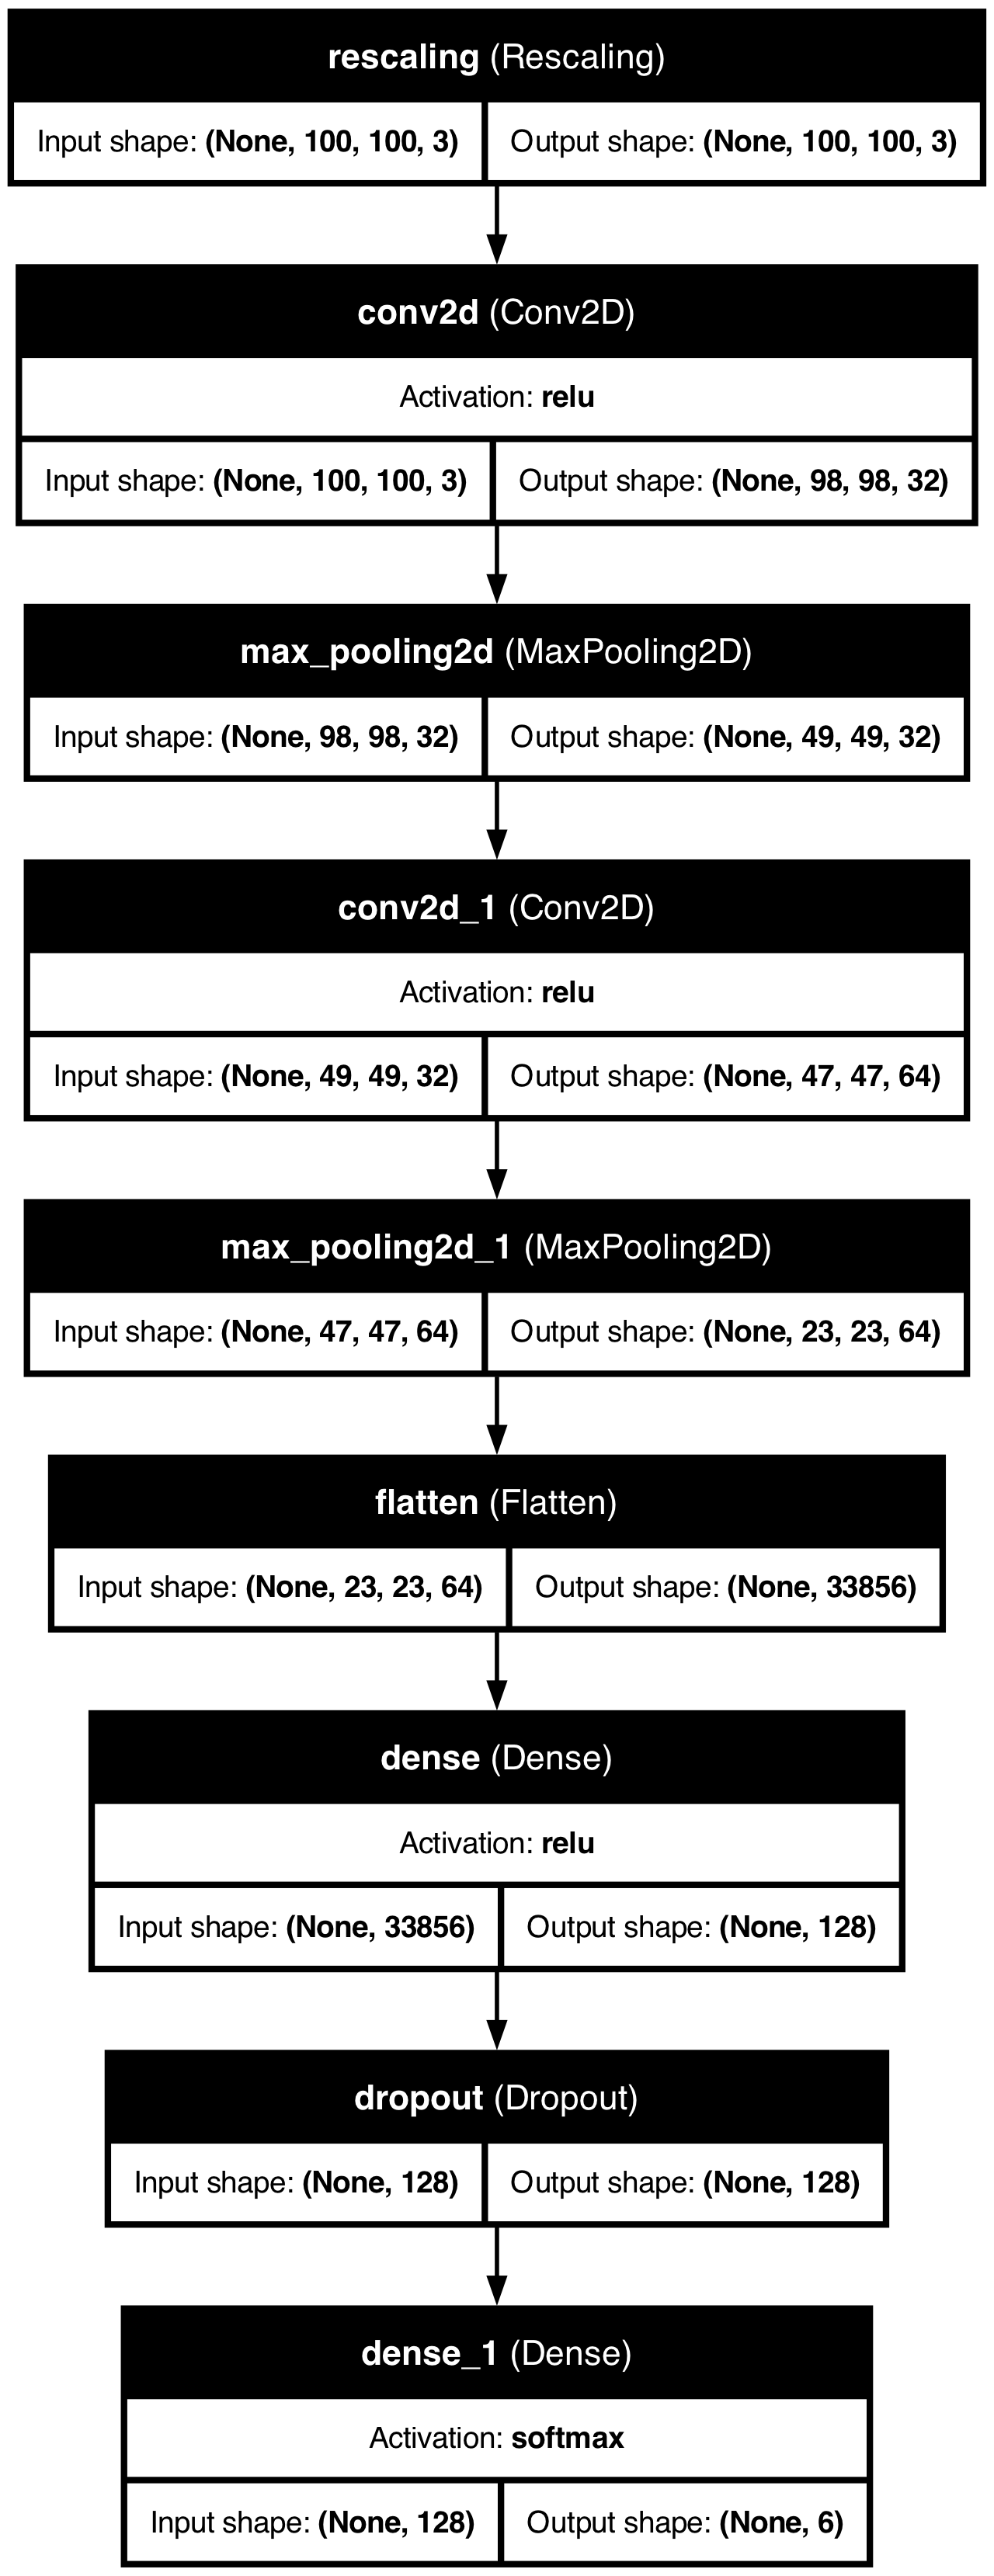 rescaling (Rescaling)
Input shape: (None, 100, 100, 3) Output shape: (None, 100, 100, 3)
conv2d (Conv2D)
Activation: relu
Input shape: (None, 100, 100, 3) Output shape: (None, 98, 98, 32)
max_pooling2d (MaxPooling2D)
Input shape: (None, 98, 98, 32) Output shape: (None, 49, 49, 32)
conv2d_1 (Conv2D)
Activation: relu
Input shape: (None, 49, 49, 32) Output shape: (None, 47, 47, 64)
max_pooling2d_1 (MaxPooling2D)
Input shape: (None, 47, 47, 64) Output shape: (None, 23, 23, 64)
flatten (Flatten)
Input shape: (None, 23, 23, 64) Output shape: (None, 33856)
dense (Dense)
Activation: relu
Input shape: (None, 33856) Output shape: (None, 128)
dropout (Dropout)
Input shape: (None, 128) Output shape: (None, 128)
dense_1 (Dense)
Activation: softmax
Input shape: (None, 128) Output shape: (None, 6)